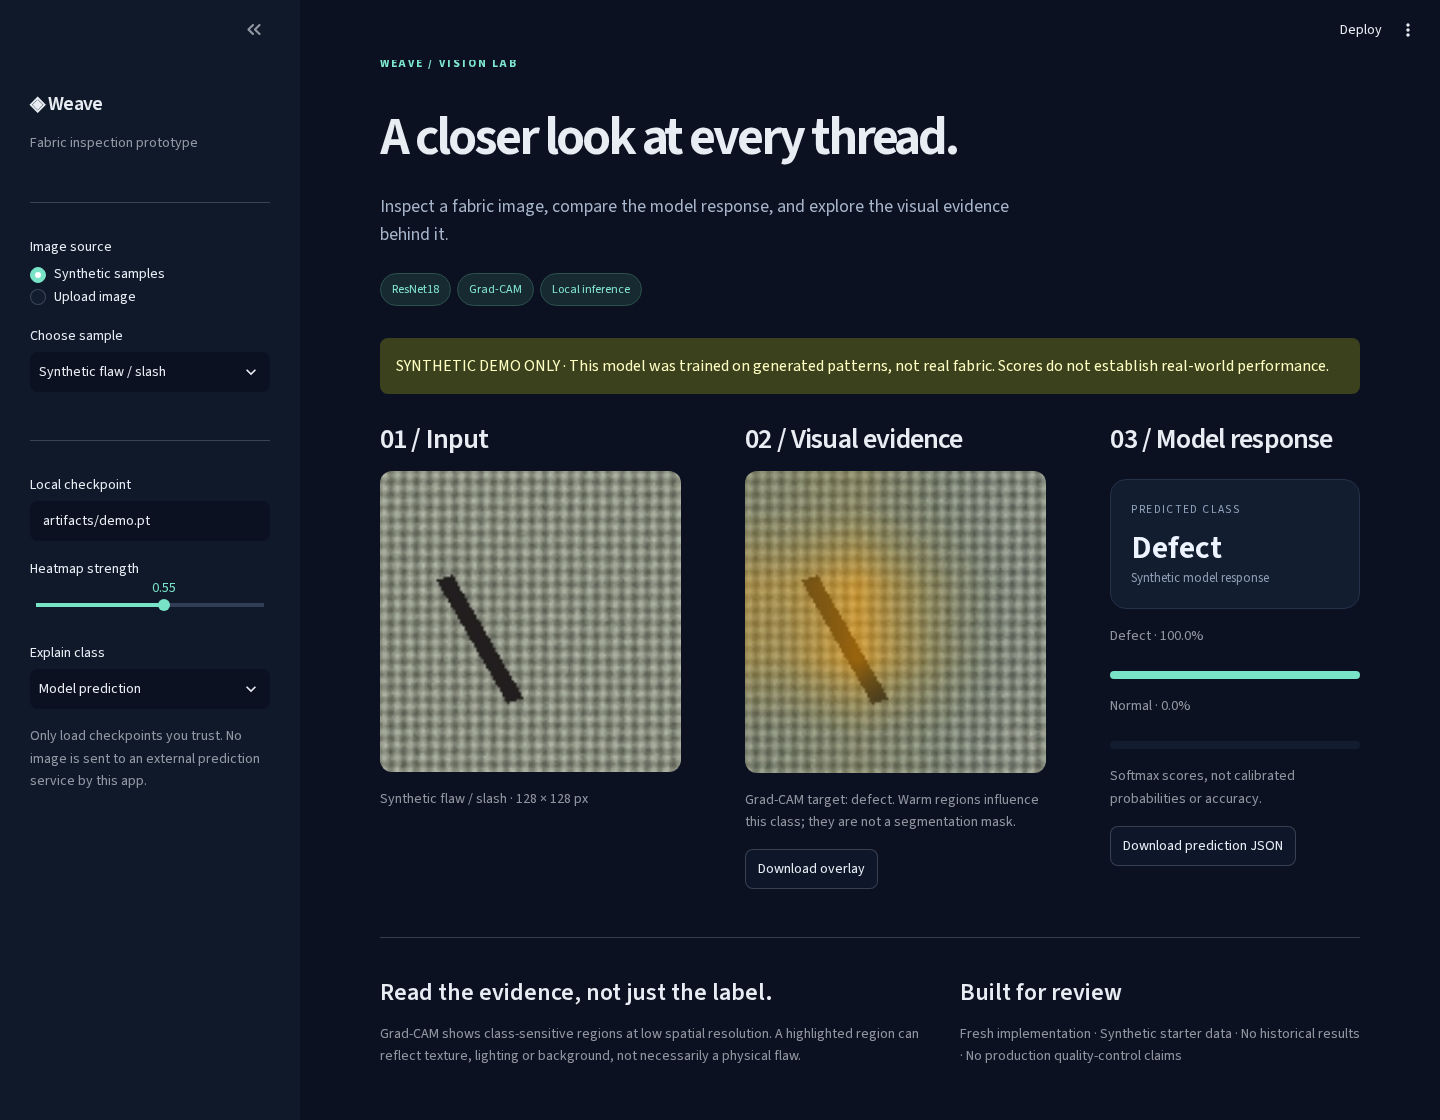 Deploy
◈ Weave
Fabric inspection prototype
Image source
Synthetic samples
Upload image
Choose sample
Synthetic flaw / slash
Local checkpoint
artifacts/demo.pt
Heatmap strength
0.55
Explain class
Model prediction
Only load checkpoints you trust. No
image is sent to an external prediction
service by this app.
WEAVE / VISION LAB
A closer look at every thread.
Inspect a fabric image, compare the model response, and explore the visual evidence
behind it.
ResNet18
Grad-CAM
Local inference
SYNTHETIC DEMO ONLY · This model was trained on generated patterns, not real fabric. Scores do not establish real-world performance.
01 / Input
Synthetic flaw / slash · 128 × 128 px
02 / Visual evidence
Grad-CAM target: defect. Warm regions influence
this class; they are not a segmentation mask.
Download overlay
03 / Model response
PREDICTED CLASS
Defect
Synthetic model response
Defect · 100.0%
Normal · 0.0%
Softmax scores, not calibrated
probabilities or accuracy.
Download prediction JSON
Read the evidence, not just the label.
Grad-CAM shows class-sensitive regions at low spatial resolution. A highlighted region can
reflect texture, lighting or background, not necessarily a physical flaw.
Built for review
Fresh implementation · Synthetic starter data · No historical results
· No production quality-control claims